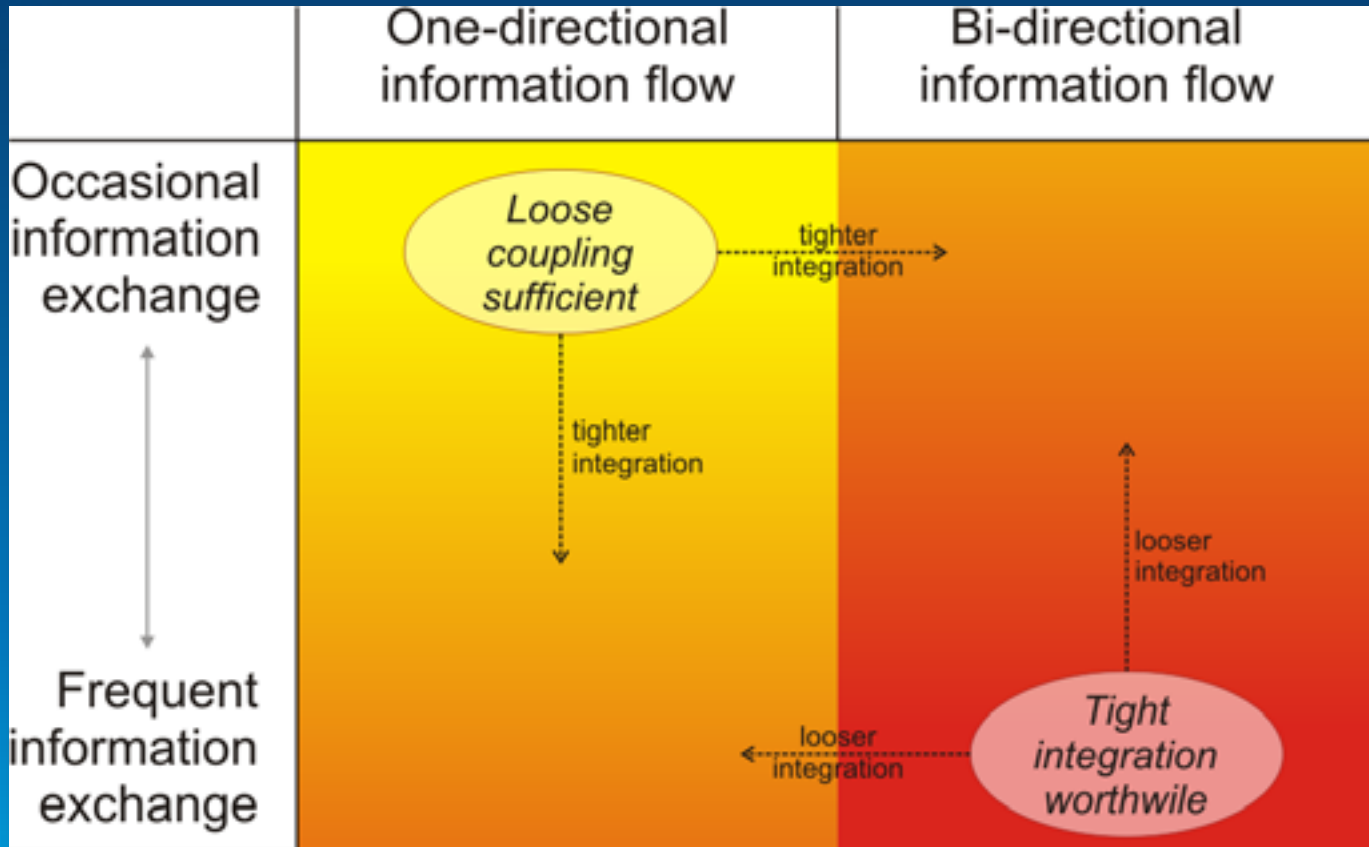 One-directional
information flow
Bi-directional
information flow
Occasional
information
exchange
Loose
coupling
sufficient
tighter
integration
tighter
integration
looser
integration
Frequent
information
exchange
looser
integration
Tight
integration
worthwile